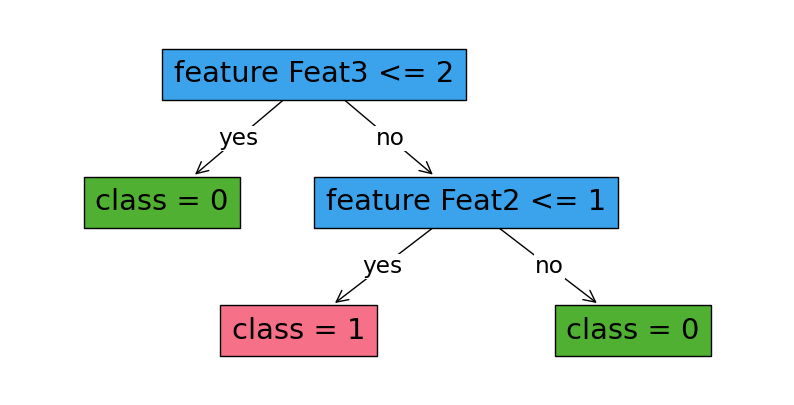 feature Feat3 <= 2
yes
no
class = 0
feature Feat2 <= 1
yes
no
class = 1
class = 0